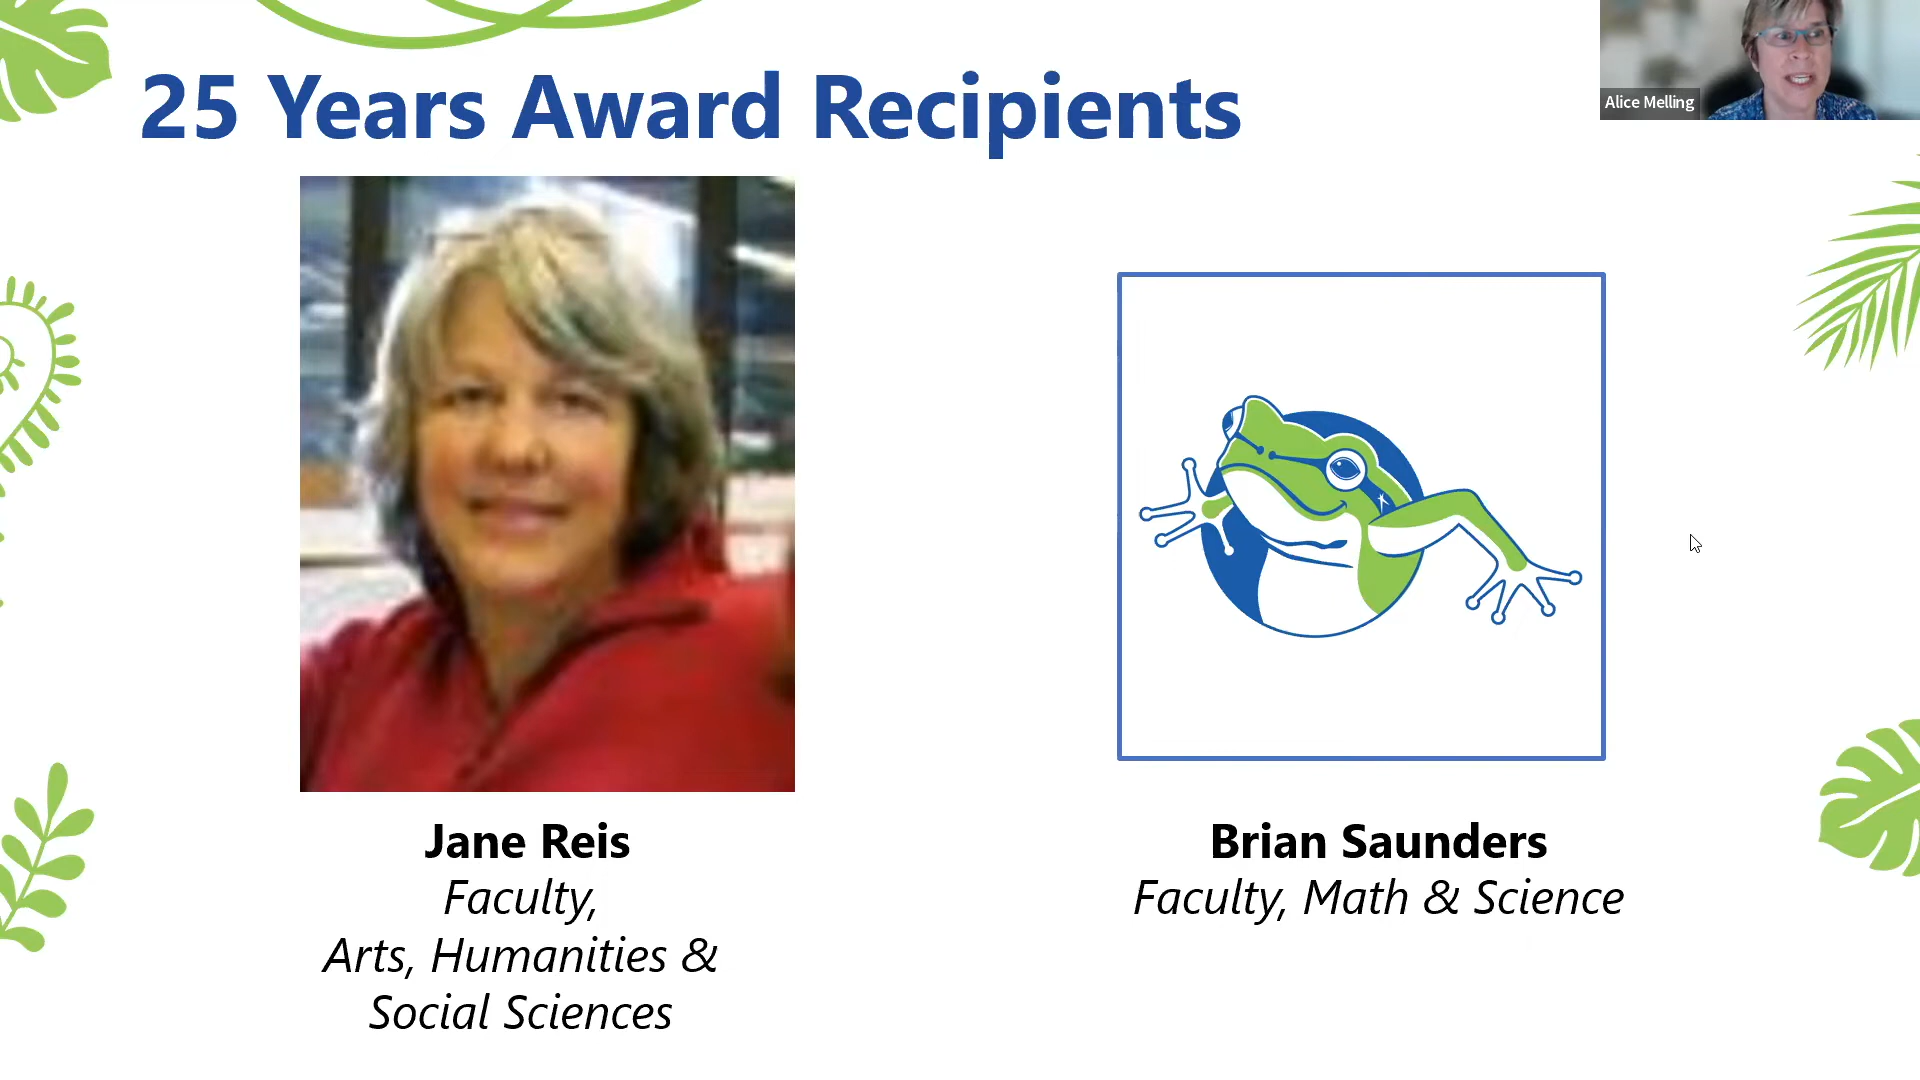 25 Years Award Recipients
Alice Melling
Jane Reis
Faculty,
Arts, Humanities &
Social Sciences
Brian Saunders
Faculty, Math & Science